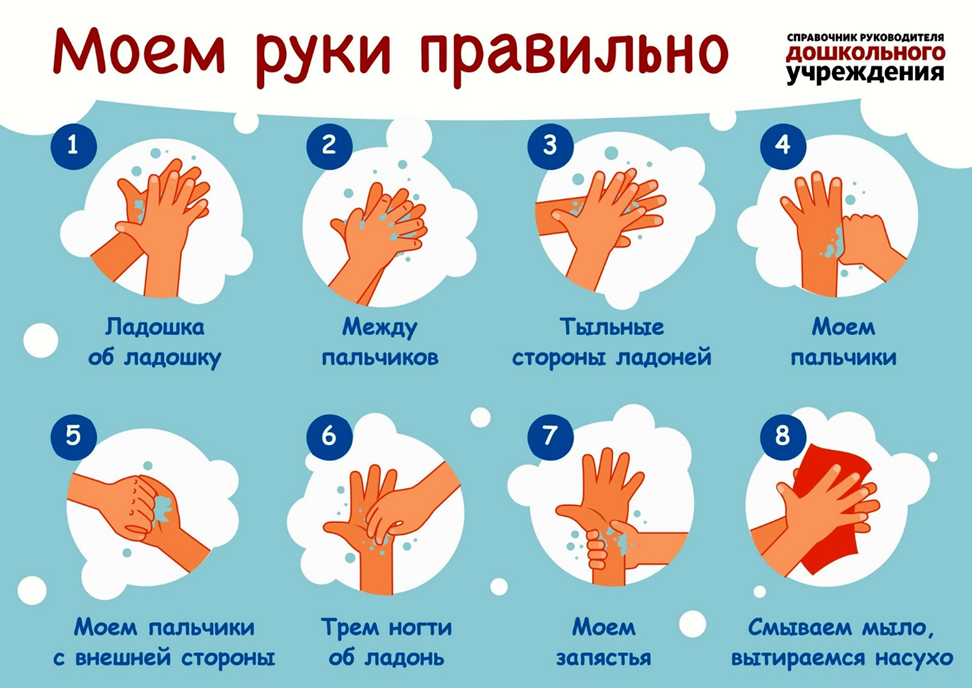 Моем руки правильно
СПРАВОЧНИК РУКОВОДИТЕЛЯ
ДОШКОЛЬНОГО
учреждения
1
Ладошка
об ладошку
2
Между
пальчиков
3
Тыльные
стороны ладоней
4
Моем
пальчики
5
Моем пальчики
с внешней стороны
6
Трем ногти
об ладонь
7
Моем
запястья
8
Смываем мыло,
вытираемся насухо